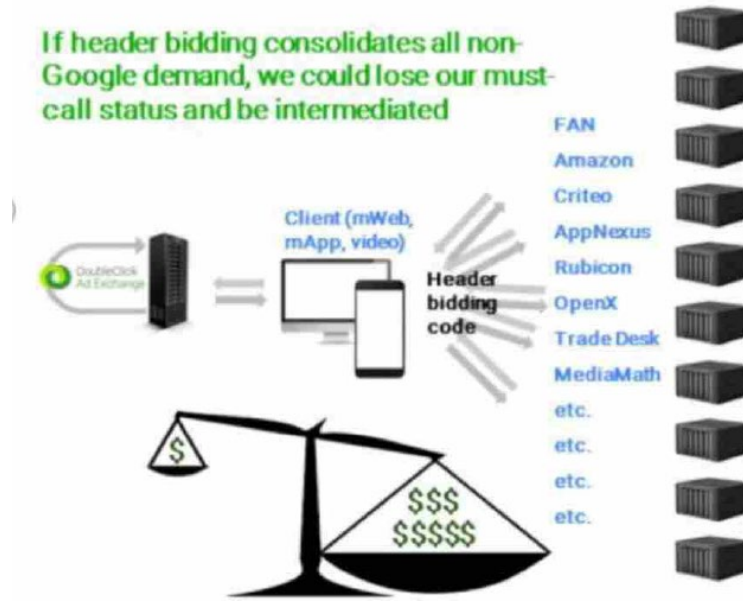 If header bidding consolidates all non-
Google demand, we could lose our must-
call status and be intermediated
DoubleClick
Ad Exchange
Client (mWeb,
mApp, video)
Header
bidding
code
FAN
Amazon
Criteo
AppNexus
Rubicon
OpenX
Trade Desk
MediaMath
etc.
etc.
etc.
etc.
$
$$$
$$$$$